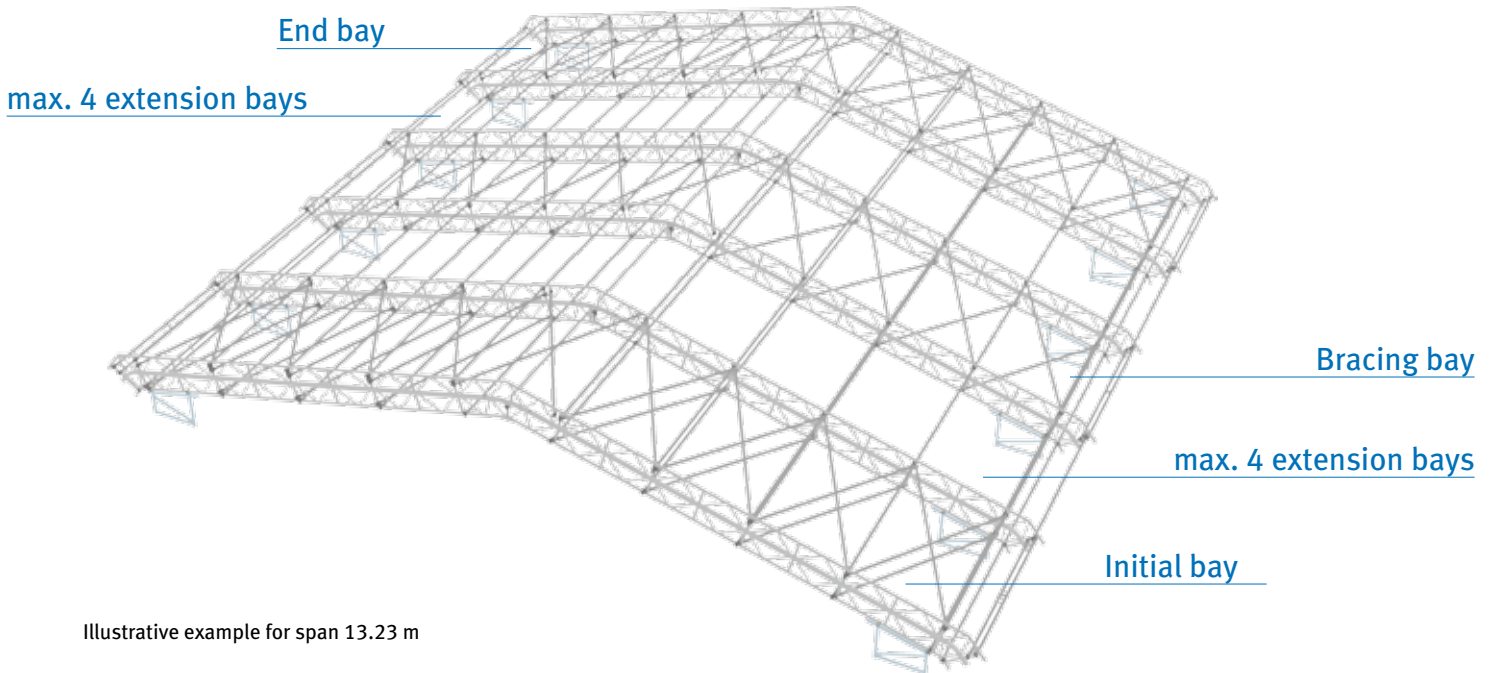 End bay
max. 4 extension bays
Bracing bay
max. 4 extension bays
Initial bay
Illustrative example for span 13.23 m